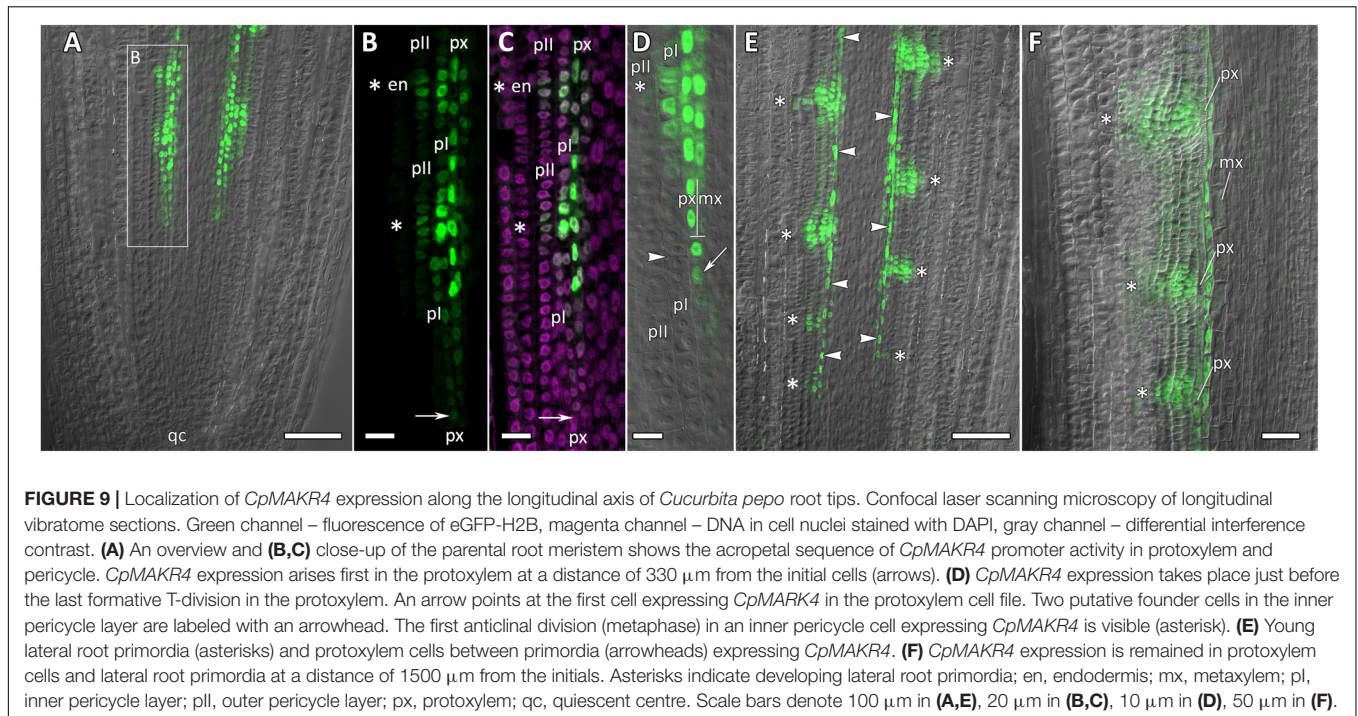 A
B
qc
B
pII
px
* en
pI
pII
*
pI
px
C
pII
px
* en
pI
pII
*
pI
px
D
pI
pII
*
px mx
pI
pII
E
*
*
*
*
*
*
*
*
F
px
*
mx
px
*
px
*
FIGURE 9 | Localization of CpMAKR4 expression along the longitudinal axis of Cucurbita pepo root tips. Confocal laser scanning microscopy of longitudinal
vibratome sections. Green channel – fluorescence of eGFP-H2B, magenta channel – DNA in cell nuclei stained with DAPI, gray channel – differential interference
contrast. (A) An overview and (B,C) close-up of the parental root meristem shows the acropetal sequence of CpMAKR4 promoter activity in protoxylem and
pericycle. CpMAKR4 expression arises first in the protoxylem at a distance of 330 μm from the initial cells (arrows). (D) CpMAKR4 expression takes place just before
the last formative T-division in the protoxylem. An arrow points at the first cell expressing CpMARK4 in the protoxylem cell file. Two putative founder cells in the inner
pericycle layer are labeled with an arrowhead. The first anticlinal division (metaphase) in an inner pericycle cell expressing CpMAKR4 is visible (asterisk). (E) Young
lateral root primordia (asterisks) and protoxylem cells between primordia (arrowheads) expressing CpMAKR4. (F) CpMAKR4 expression is remained in protoxylem
cells and lateral root primordia at a distance of 1500 μm from the initials. Asterisks indicate developing lateral root primordia; en, endodermis; mx, metaxylem; pI,
inner pericycle layer; pII, outer pericycle layer; px, protoxylem; qc, quiescent centre. Scale bars denote 100 μm in (A,E), 20 μm in (B,C), 10 μm in (D), 50 μm in (F).